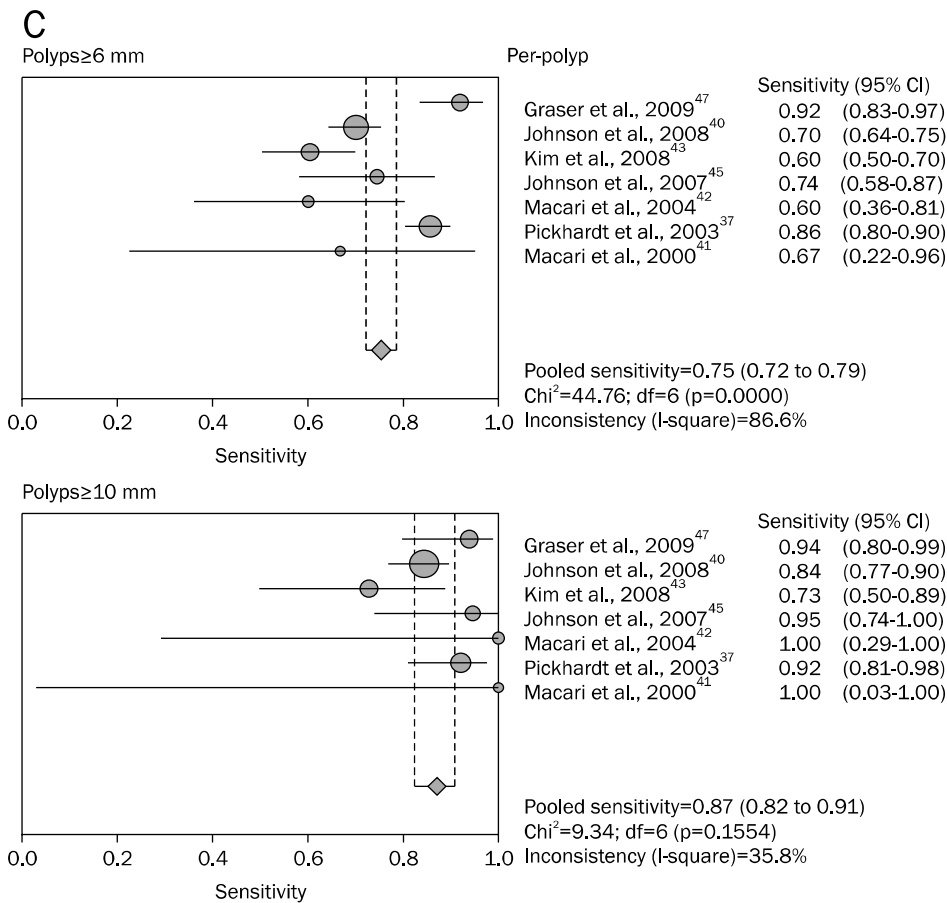 C
Polyps≥6 mm
Per-polyp
Sensitivity (95% CI)
Graser et al., 2009⁴⁷ 0.92 (0.83-0.97)
Johnson et al., 2008⁴⁰ 0.70 (0.64-0.75)
Kim et al., 2008⁴³ 0.60 (0.50-0.70)
Johnson et al., 2007⁴⁵ 0.74 (0.58-0.87)
Macari et al., 2004⁴² 0.60 (0.36-0.81)
Pickhardt et al., 2003³⁷ 0.86 (0.80-0.90)
Macari et al., 2000⁴¹ 0.67 (0.22-0.96)
Pooled sensitivity=0.75 (0.72 to 0.79)
Chi²=44.76; df=6 (p=0.0000)
Inconsistency (I-square)=86.6%
0.0 0.2 0.4 0.6 0.8 1.0
Sensitivity
Polyps≥10 mm
Sensitivity (95% CI)
Graser et al., 2009⁴⁷ 0.94 (0.80-0.99)
Johnson et al., 2008⁴⁰ 0.84 (0.77-0.90)
Kim et al., 2008⁴³ 0.73 (0.50-0.89)
Johnson et al., 2007⁴⁵ 0.95 (0.74-1.00)
Macari et al., 2004⁴² 1.00 (0.29-1.00)
Pickhardt et al., 2003³⁷ 0.92 (0.81-0.98)
Macari et al., 2000⁴¹ 1.00 (0.03-1.00)
Pooled sensitivity=0.87 (0.82 to 0.91)
Chi²=9.34; df=6 (p=0.1554)
Inconsistency (I-square)=35.8%
0.0 0.2 0.4 0.6 0.8 1.0
Sensitivity